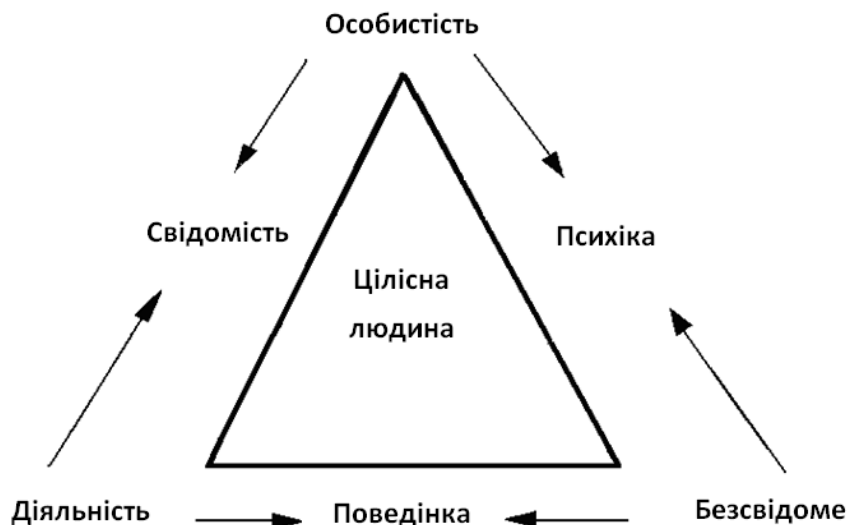 Особистість
Свідомість
Психіка
Цілісна
людина
Діяльність
Поведінка
Безсвідоме